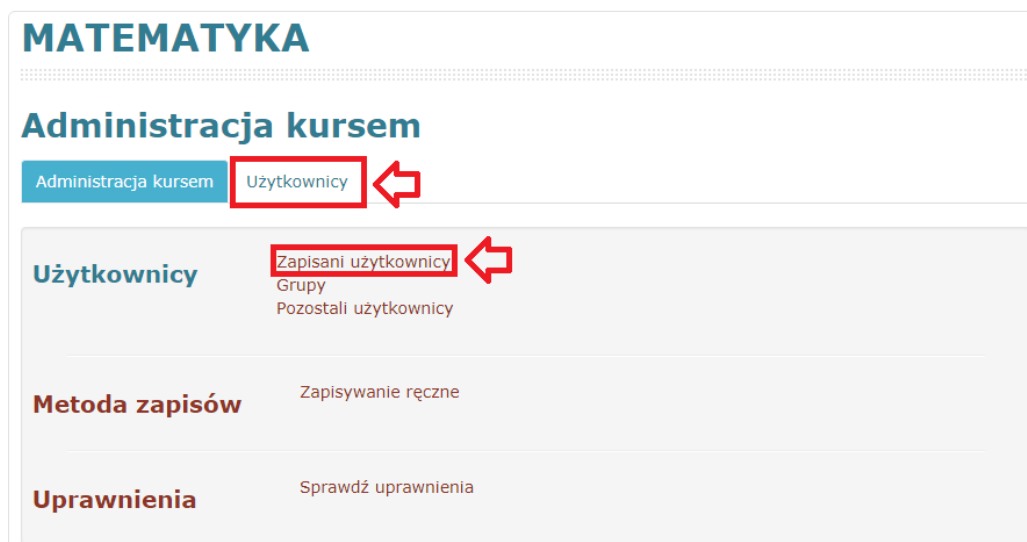 MATEMATYKA
Administracja kursem
Administracja kursem
Użytkownicy
Użytkownicy
Zapisani użytkownicy
Grupy
Pozostali użytkownicy
Metoda zapisów
Zapisywanie ręczne
Uprawnienia
Sprawdź uprawnienia